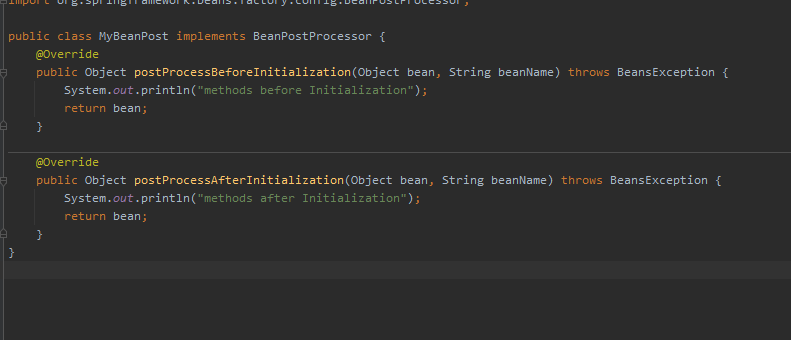 import org.springframework.beans.factory.config.BeanPostProcessor;
public class MyBeanPost implements BeanPostProcessor {
@Override
public Object postProcessBeforeInitialization(Object bean, String beanName) throws BeansException {
System.out.println("methods before Initialization");
return bean;
}
@Override
public Object postProcessAfterInitialization(Object bean, String beanName) throws BeansException {
System.out.println("methods after Initialization");
return bean;
}
}